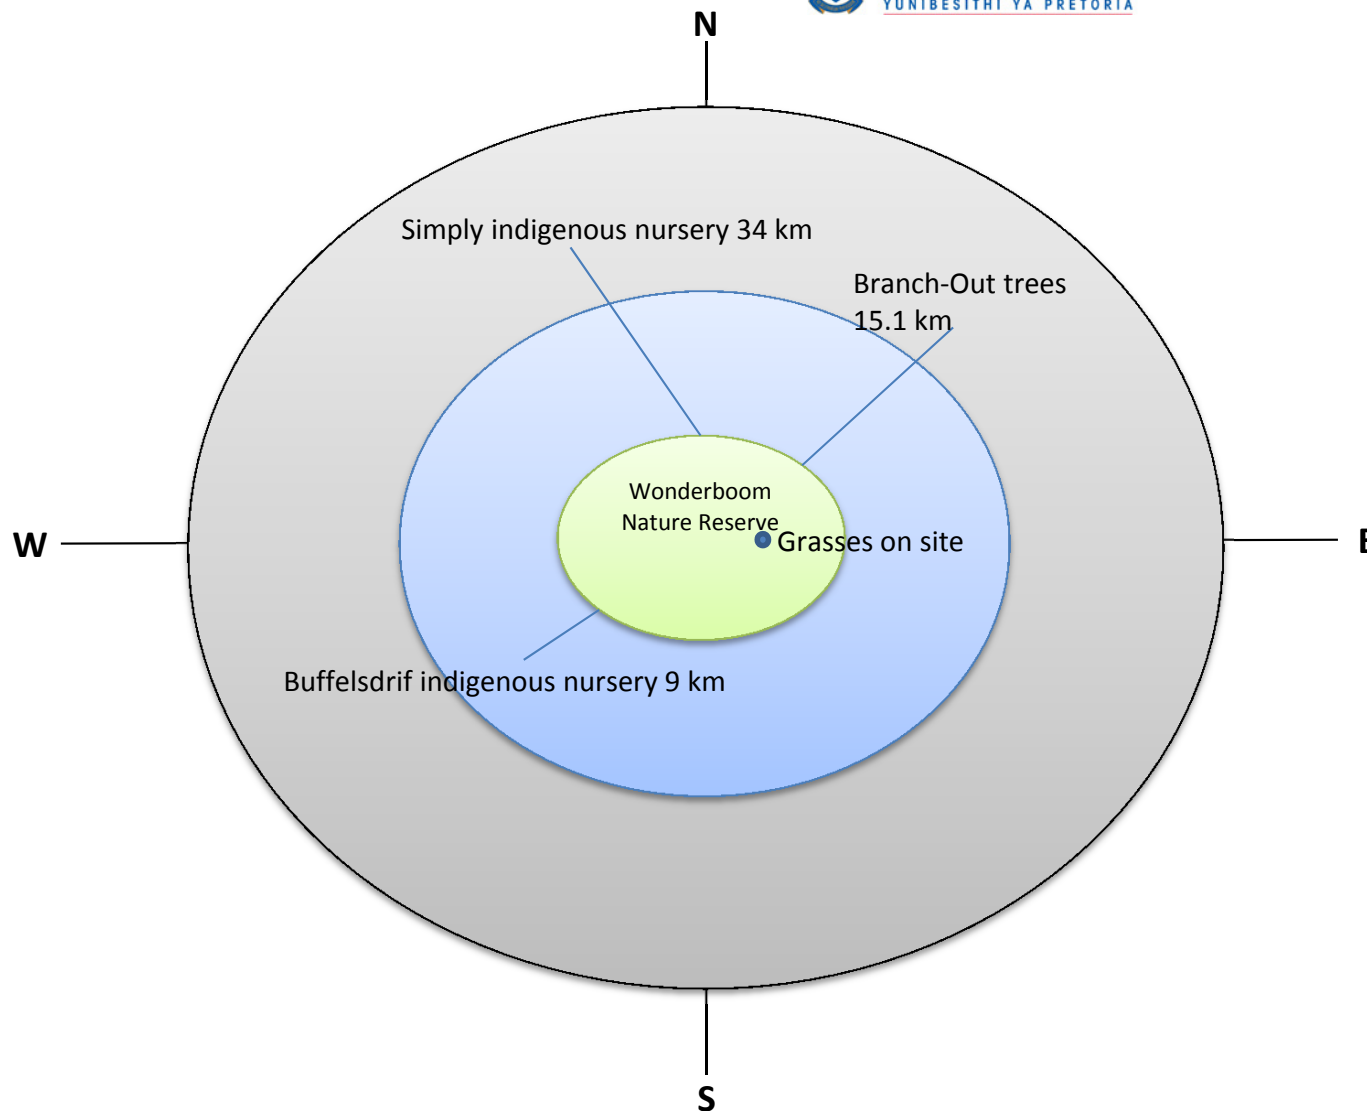 YUNIBESITHI YA PRETORIA
N
Simply indigenous nursery 34 km
Branch-Out trees
15.1 km
Wonderboom
Nature Reserve
W
Grasses on site
Buffelsdrif indigenous nursery 9 km
S